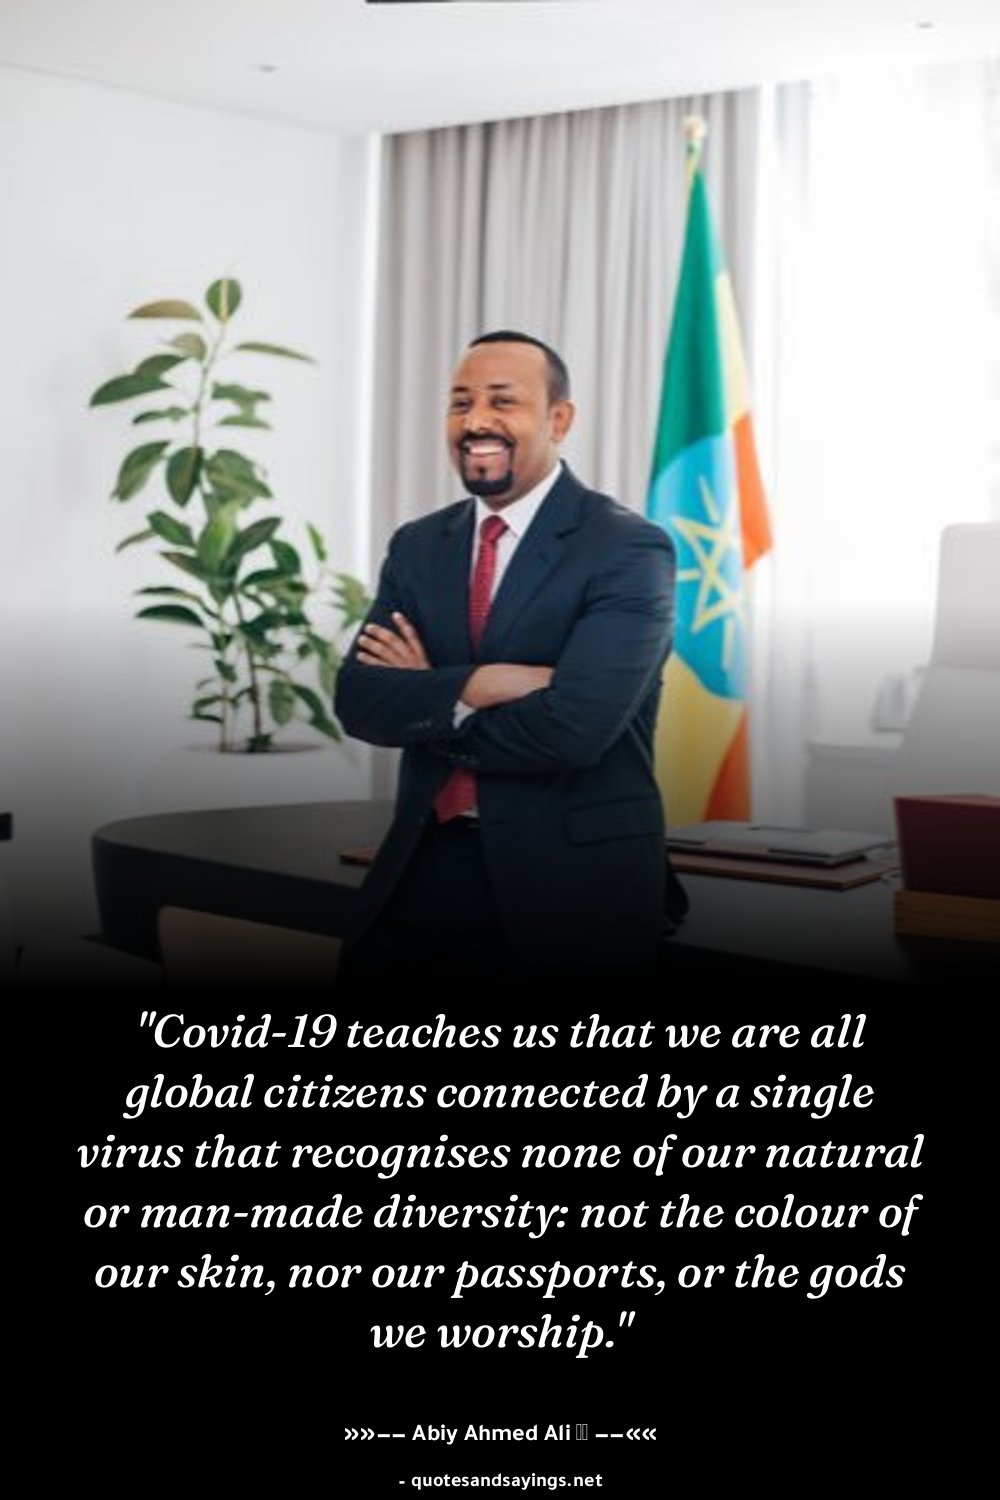 "Covid-19 teaches us that we are all
global citizens connected by a single
virus that recognises none of our natural
or man-made diversity: not the colour of
our skin, nor our passports, or the gods
we worship."
»»−− Abiy Ahmed Ali ▯▯ −−««
- quotesandsayings.net